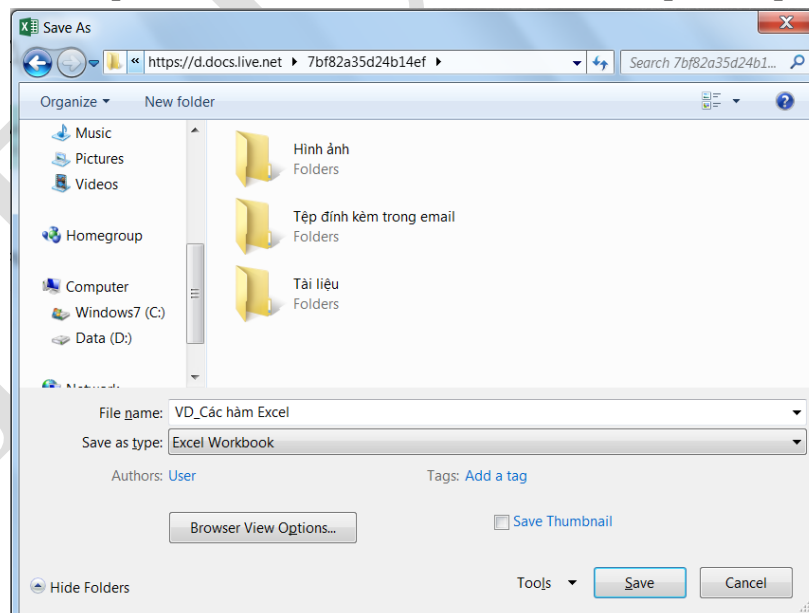 Save As
« https://d.docs.live.net ▸ 7bf82a35d24b14ef ▸
Search 7bf82a35d24b1...
Organize ▾ New folder
Music
Pictures
Videos
Homegroup
Computer
Windows7 (C:)
Data (D:)
Network
Hình ảnh
Folders
Tệp đính kèm trong email
Folders
Tài liệu
Folders
File name: VD_Các hàm Excel
Save as type: Excel Workbook
Authors: User Tags: Add a tag
Browser View Options... Save Thumbnail
Hide Folders Tools ▾ Save Cancel